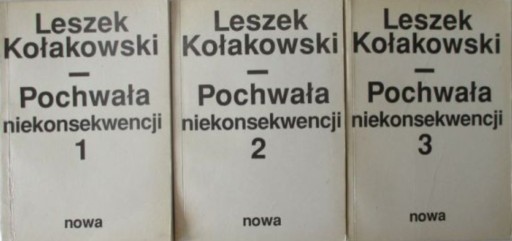 Leszek
Kołakowski
–
Pochwała
niekonsekwencji
1
nowa
Leszek
Kołakowski
–
Pochwała
niekonsekwencji
2
nowa
Leszek
Kołakowski
–
Pochwała
niekonsekwencji
3
nowa